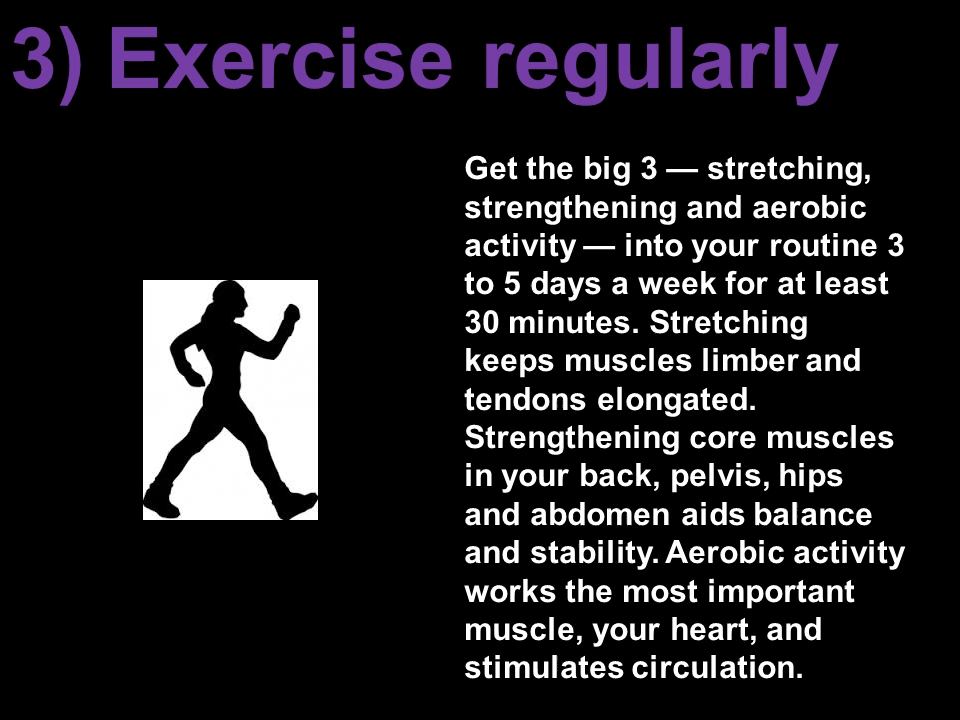 3) Exercise regularly
Get the big 3 — stretching,
strengthening and aerobic
activity — into your routine 3
to 5 days a week for at least
30 minutes. Stretching
keeps muscles limber and
tendons elongated.
Strengthening core muscles
in your back, pelvis, hips
and abdomen aids balance
and stability. Aerobic activity
works the most important
muscle, your heart, and
stimulates circulation.